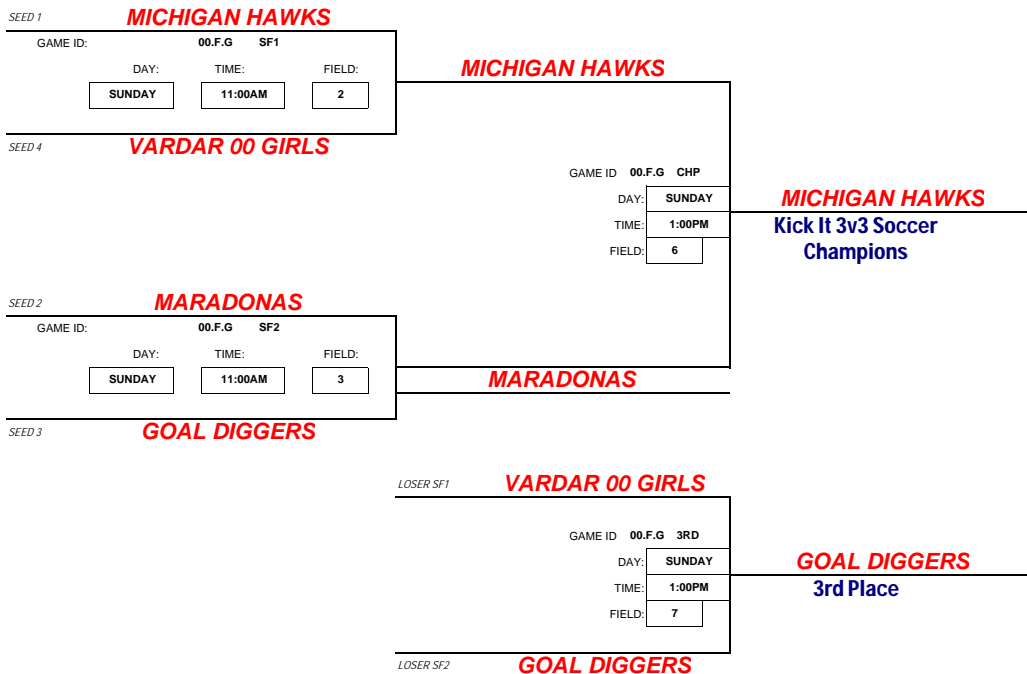 SEED 1 MICHIGAN HAWKS
GAME ID: 00.F.G SF1
DAY: TIME: FIELD:
SUNDAY 11:00AM 2
SEED 4 VARDAR 00 GIRLS
MICHIGAN HAWKS
GAME ID 00.F.G CHP
DAY: SUNDAY
TIME: 1:00PM
FIELD: 6
MICHIGAN HAWKS
Kick It 3v3 Soccer
Champions
SEED 2 MARADONAS
GAME ID: 00.F.G SF2
DAY: TIME: FIELD:
SUNDAY 11:00AM 3
SEED 3 GOAL DIGGERS
MARADONAS
LOSER SF1 VARDAR 00 GIRLS
GAME ID 00.F.G 3RD
DAY: SUNDAY
TIME: 1:00PM
FIELD: 7
LOSER SF2 GOAL DIGGERS
GOAL DIGGERS
3rd Place